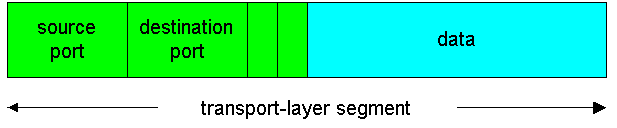 source
port
destination
port
data
transport-layer segment